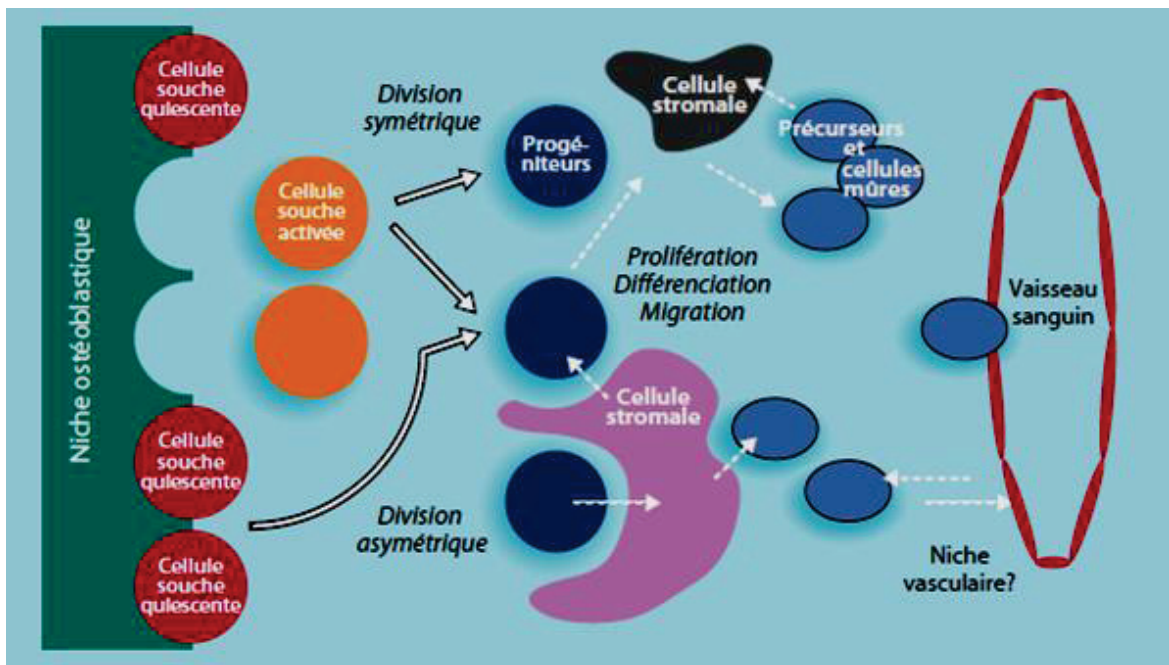 Niche ostéoblastique
Cellule
souche
quiescente
Division
symétrique
Cellule
souche
activée
Progé-
niteurs
Cellule
stromale
Précurseurs
et
cellules
mûres
Prolifération
Différenciation
Migration
Vaisseau
sanguin
Cellule
stromale
Cellule
souche
quiescente
Division
asymétrique
Cellule
souche
quiescente
Niche
vasculaire?